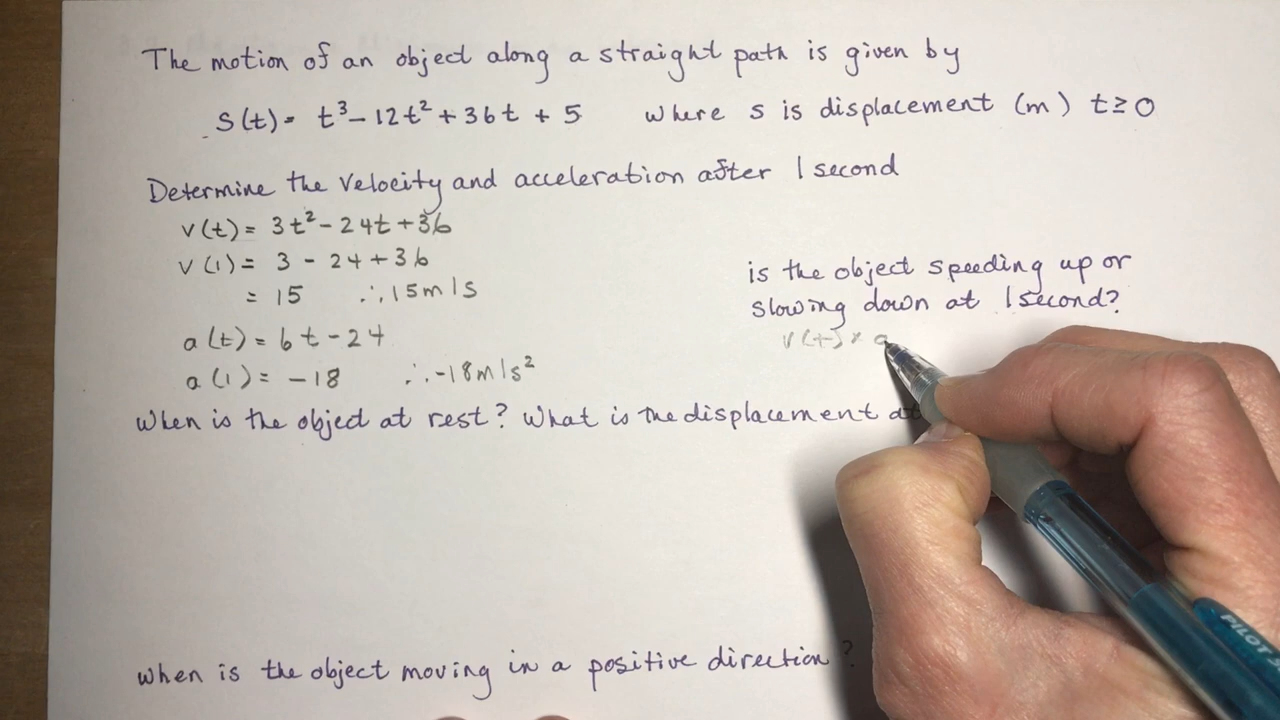 The motion of an object along a straight path is given by
s(t) = t³ - 12t² + 36t + 5 where s is displacement (m) t ≥ 0
Determine the velocity and acceleration after 1 second
v(t) = 3t² - 24t + 36
v(1) = 3 - 24 + 36
= 15 ∴ 15 m/s
a(t) = 6t - 24
a(1) = -18 ∴ -18 m/s²
is the object speeding up or
slowing down at 1 second?
v(t) × a
When is the object at rest? What is the displacement at
When is the object moving in a positive direction?
PILOT